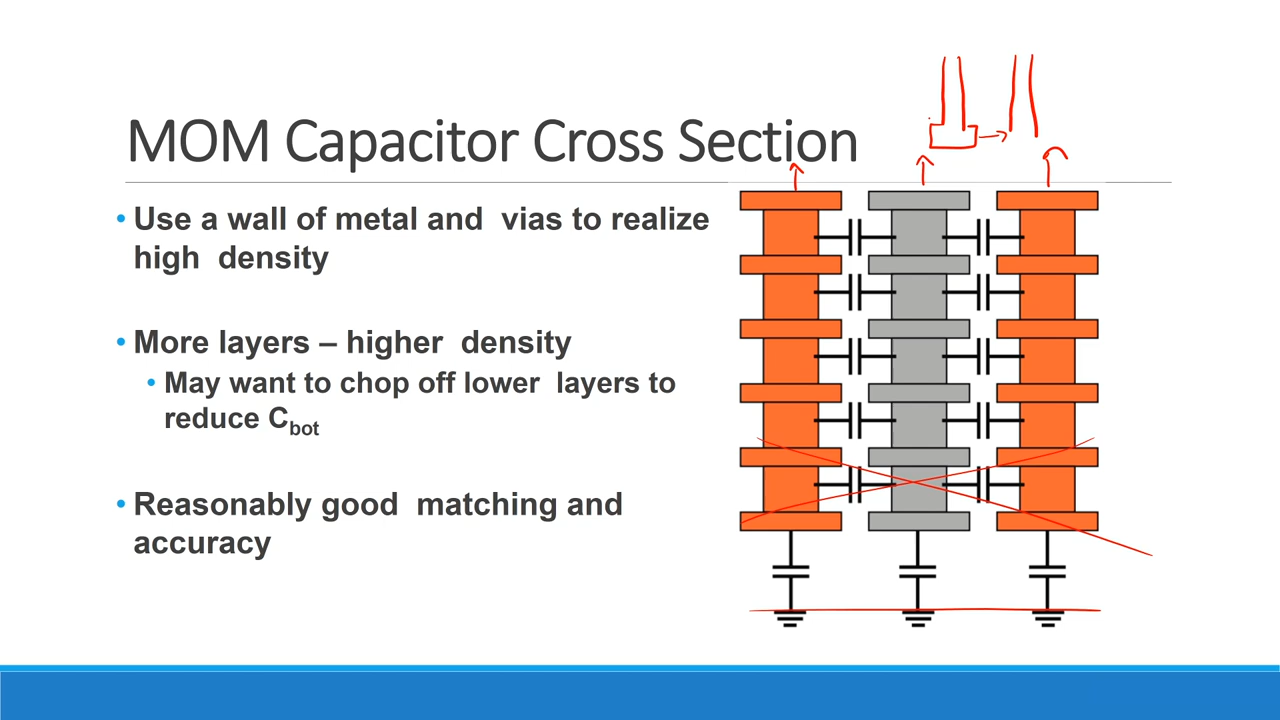 MOM Capacitor Cross Section
• Use a wall of metal and vias to realize
high density
• More layers – higher density
• May want to chop off lower layers to
reduce Cbot
• Reasonably good matching and
accuracy